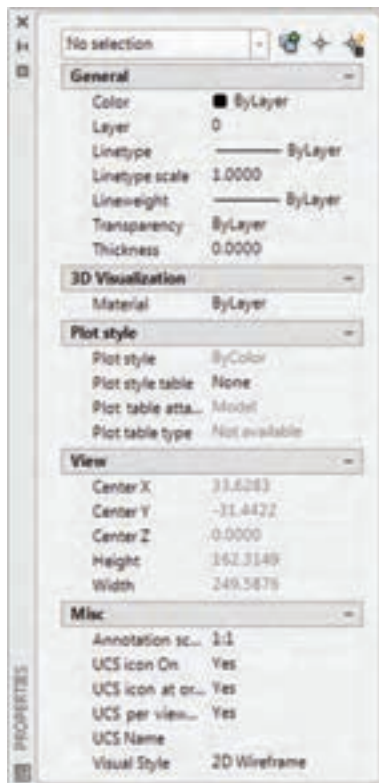 No selection
General
Color ByLayer
Layer 0
Linetype ByLayer
Linetype scale 1.0000
Lineweight ByLayer
Transparency ByLayer
Thickness 0.0000
3D Visualization
Material ByLayer
Plot style
Plot style ByColor
Plot style table None
Plot table atta... Model
Plot table type Not available
View
Center X 33.6283
Center Y -31.4422
Center Z 0.0000
Height 162.3149
Width 249.5876
Misc
Annotation sc... 1:1
UCS icon On Yes
UCS icon at or... Yes
UCS per view... Yes
UCS Name
Visual Style 2D Wireframe
PROPERTIES